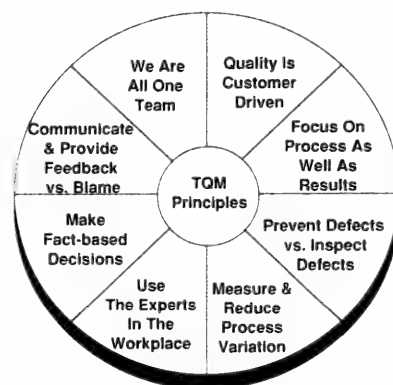 TQM
Principles
Quality Is
Customer
Driven
Focus On
Process As
Well As
Results
Prevent Defects
vs. Inspect
Defects
Measure &
Reduce
Process
Variation
Use
The Experts
In The
Workplace
Make
Fact-based
Decisions
Communicate
& Provide
Feedback
vs. Blame
We Are
All One
Team